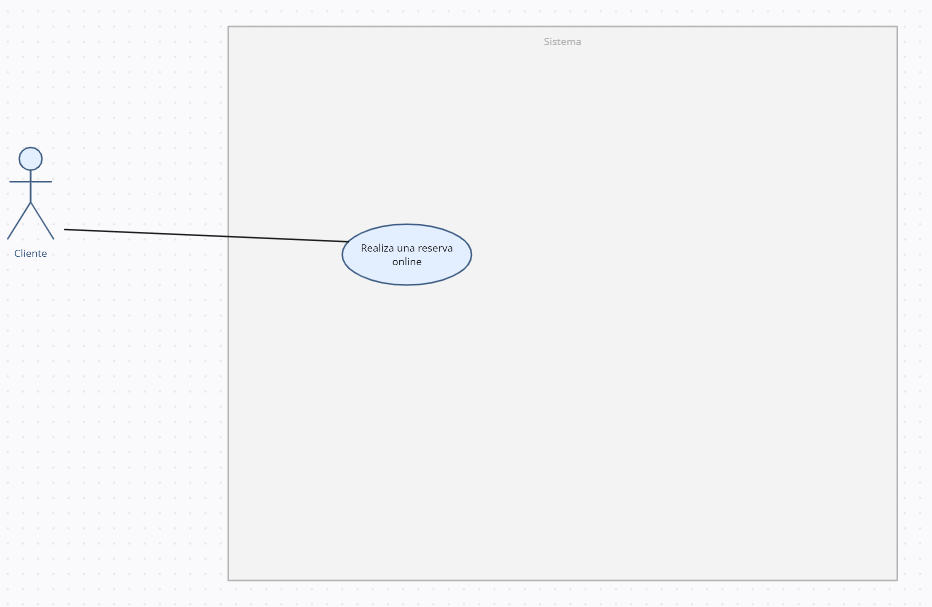 Sistema
Realiza una reserva
online
Cliente